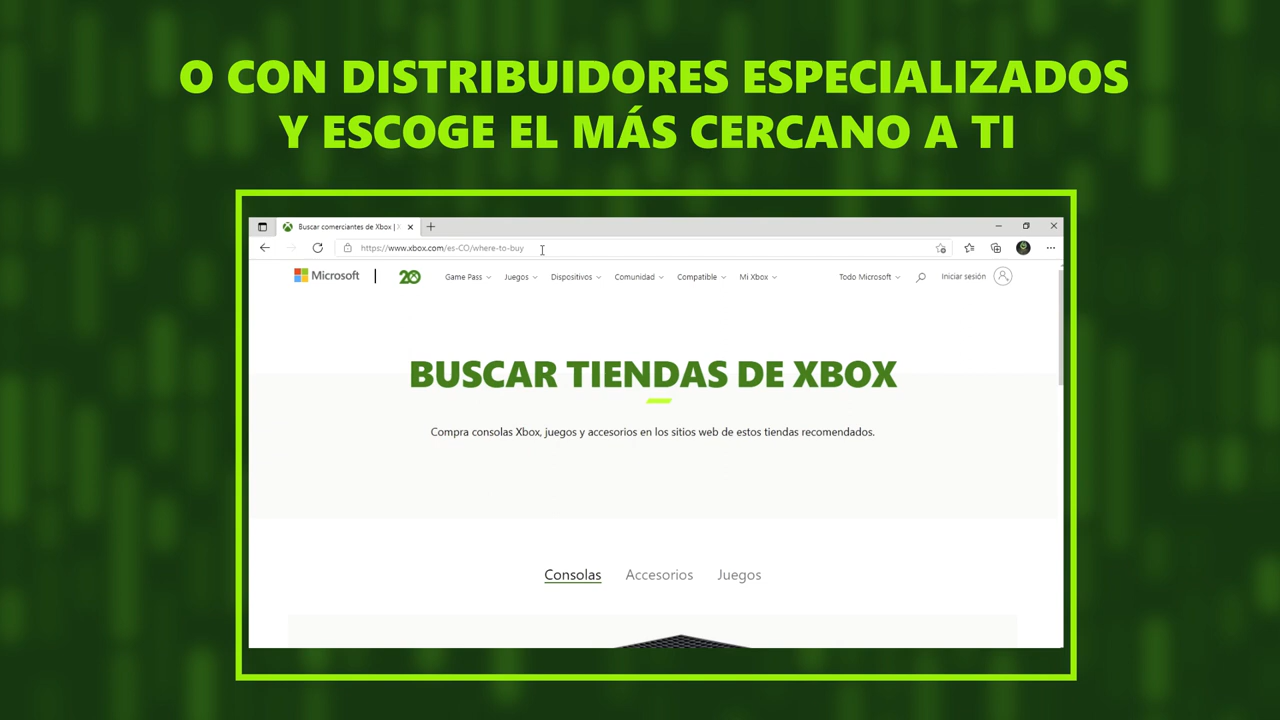 O CON DISTRIBUIDORES ESPECIALIZADOS
Y ESCOGE EL MÁS CERCANO A TI
Buscar comerciantes de Xbox | X
https://www.xbox.com/es-CO/where-to-buy
Microsoft 20 Game Pass Juegos Dispositivos Comunidad Compatible Mi Xbox Todo Microsoft Iniciar sesión
BUSCAR TIENDAS DE XBOX
Compra consolas Xbox, juegos y accesorios en los sitios web de estos tiendas recomendados.
Consolas Accesorios Juegos